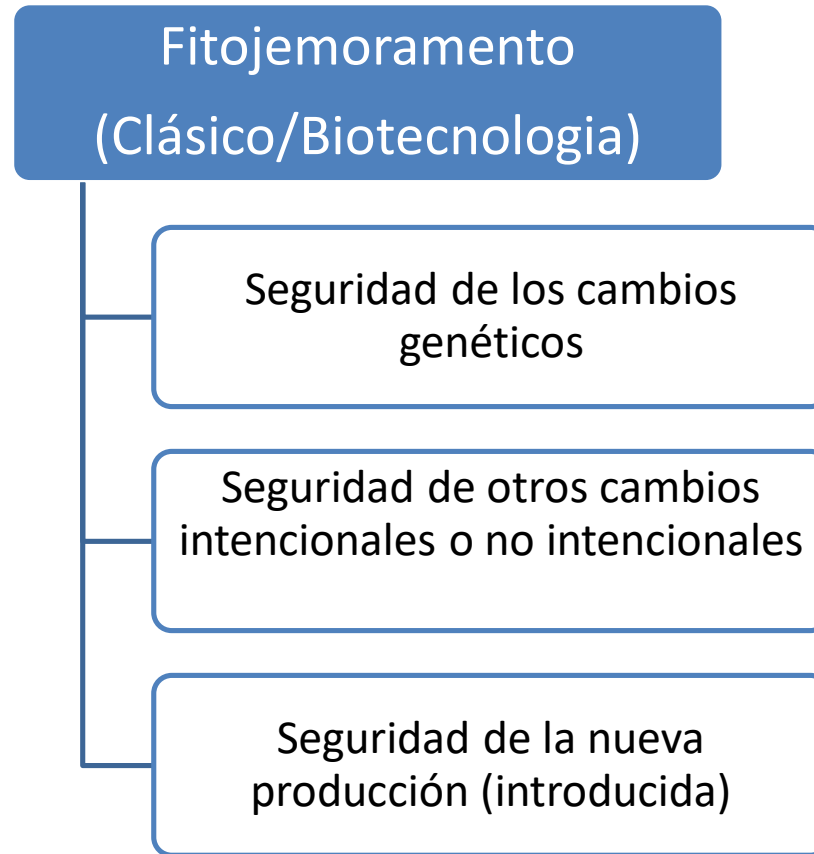 Fitojemoramento
(Clásico/Biotecnologia)
Seguridad de los cambios
genéticos
Seguridad de otros cambios
intencionales o no intencionales
Seguridad de la nueva
producción (introducida)